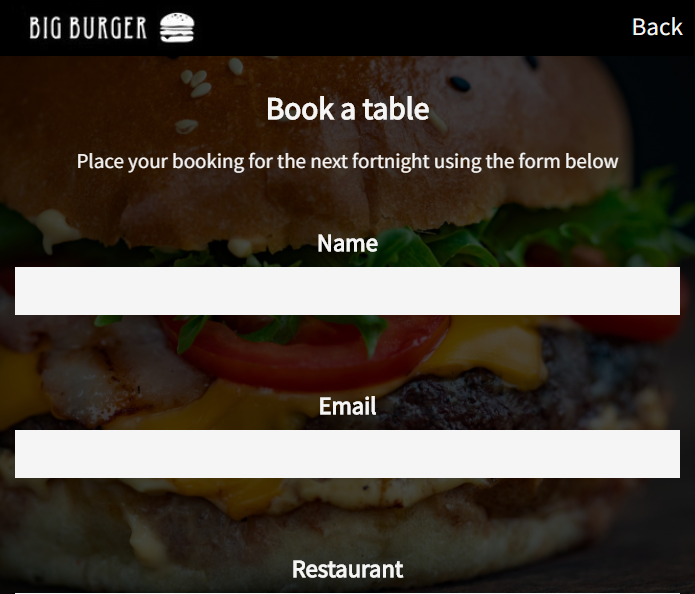 BIG BURGER
Back
Book a table
Place your booking for the next fortnight using the form below
Name
Email
Restaurant